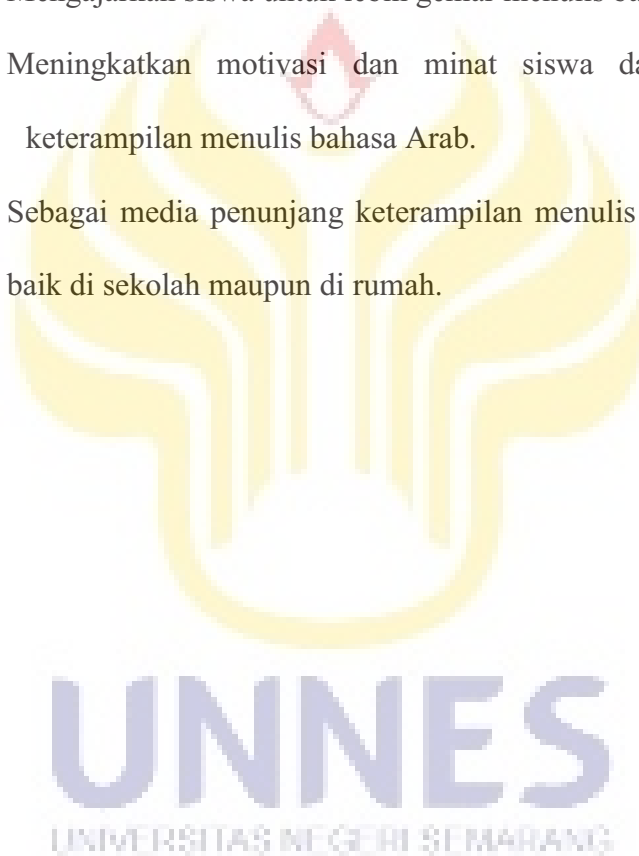 Meningkatkan motivasi dan minat siswa
keterampilan menulis bahasa Arab.
Sebagai media penunjang keterampilan menulis
baik di sekolah maupun di rumah.
UNNES
UNIVERSITAS NEGERI SEMARANG